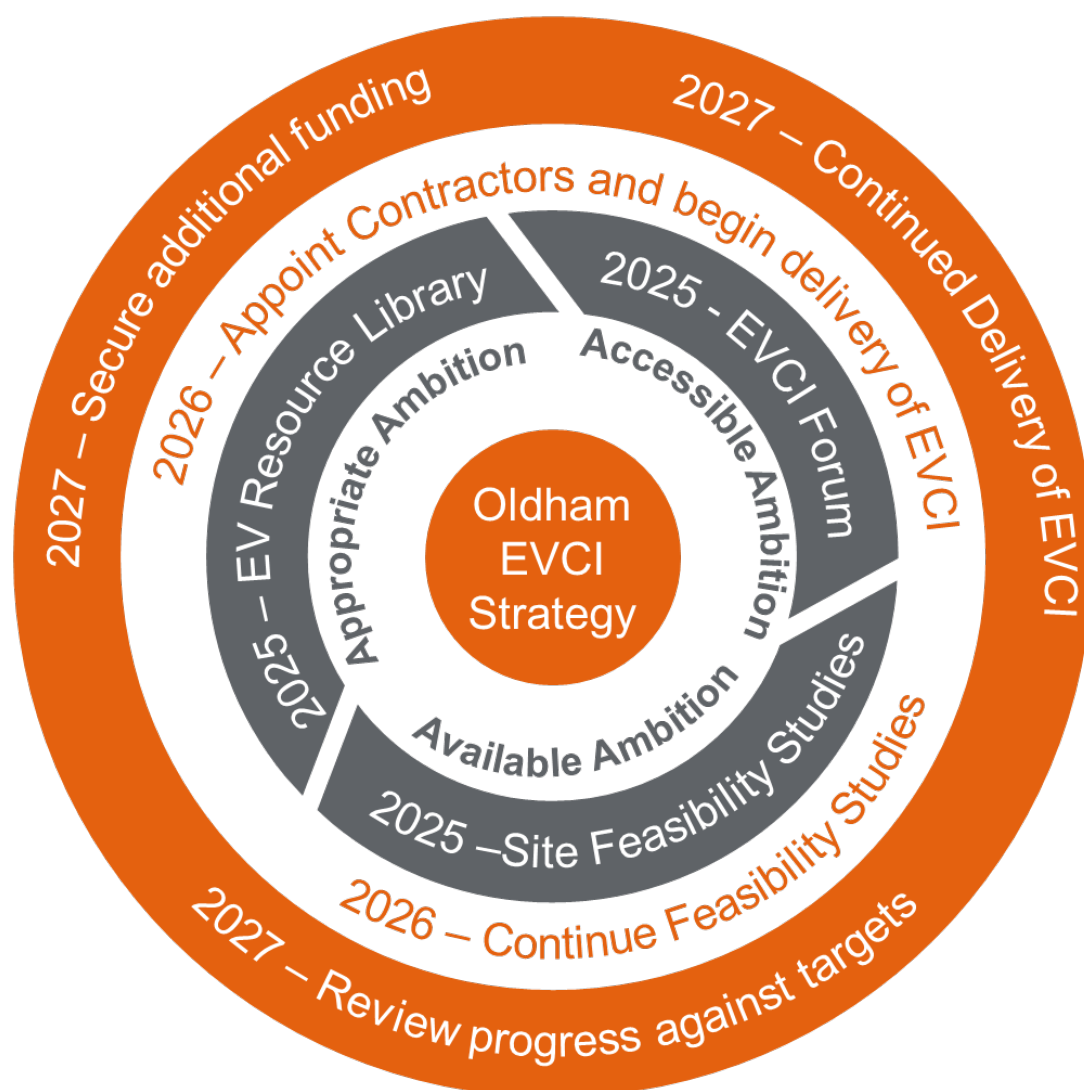 2027 – Secure additional funding
2027 – Continued Delivery of EVCI
2027 – Review progress against targets
2026 – Appoint Contractors and begin delivery of EVCI
2026 – Continue Feasibility Studies
2025 – EV Resource Library
2025 - EVCI Forum
2025 –Site Feasibility Studies
Appropriate Ambition
Accessible Ambition
Available Ambition
Oldham
EVCI
Strategy